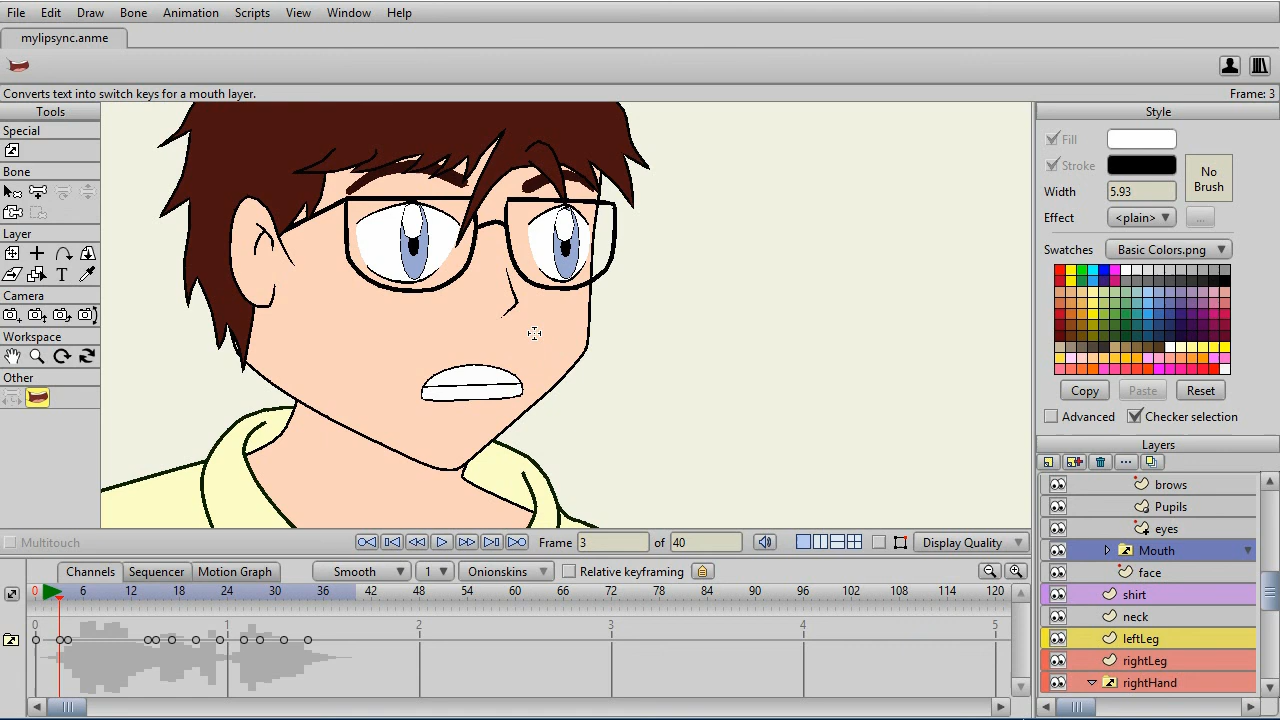 File Edit Draw Bone Animation Scripts View Window Help
mylipsync.anme
Converts text into switch keys for a mouth layer. Frame: 3
Tools
Special
Bone
Layer
T
Camera
Workspace
Other
Style
Fill
Stroke
No Brush
Width 5.93
Effect <plain> ...
Swatches Basic Colors.png
Copy Paste Reset
Advanced Checker selection
Layers
brows
Pupils
eyes
Mouth
face
shirt
neck
leftLeg
rightLeg
rightHand
Multitouch Frame 3 of 40 Display Quality
Channels Sequencer Motion Graph Smooth 1 Onionskins Relative keyframing
0 6 12 18 24 30 36 42 48 54 60 66 72 78 84 90 96 102 108 114 120
0 1 2 3 4 5